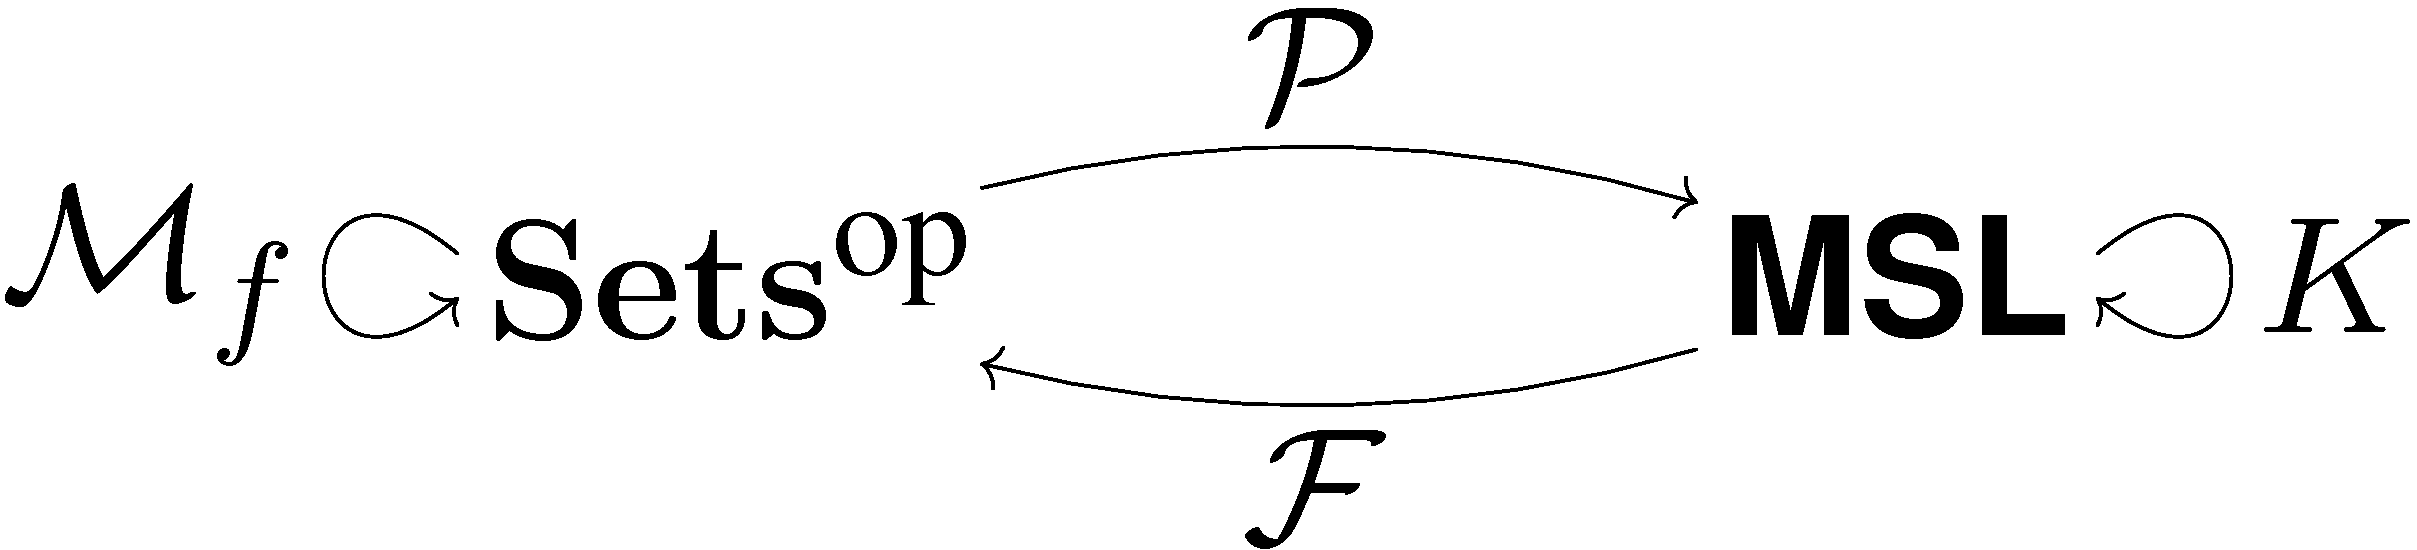 𝒫
ℳ_f Sets^op MSL K
ℱ